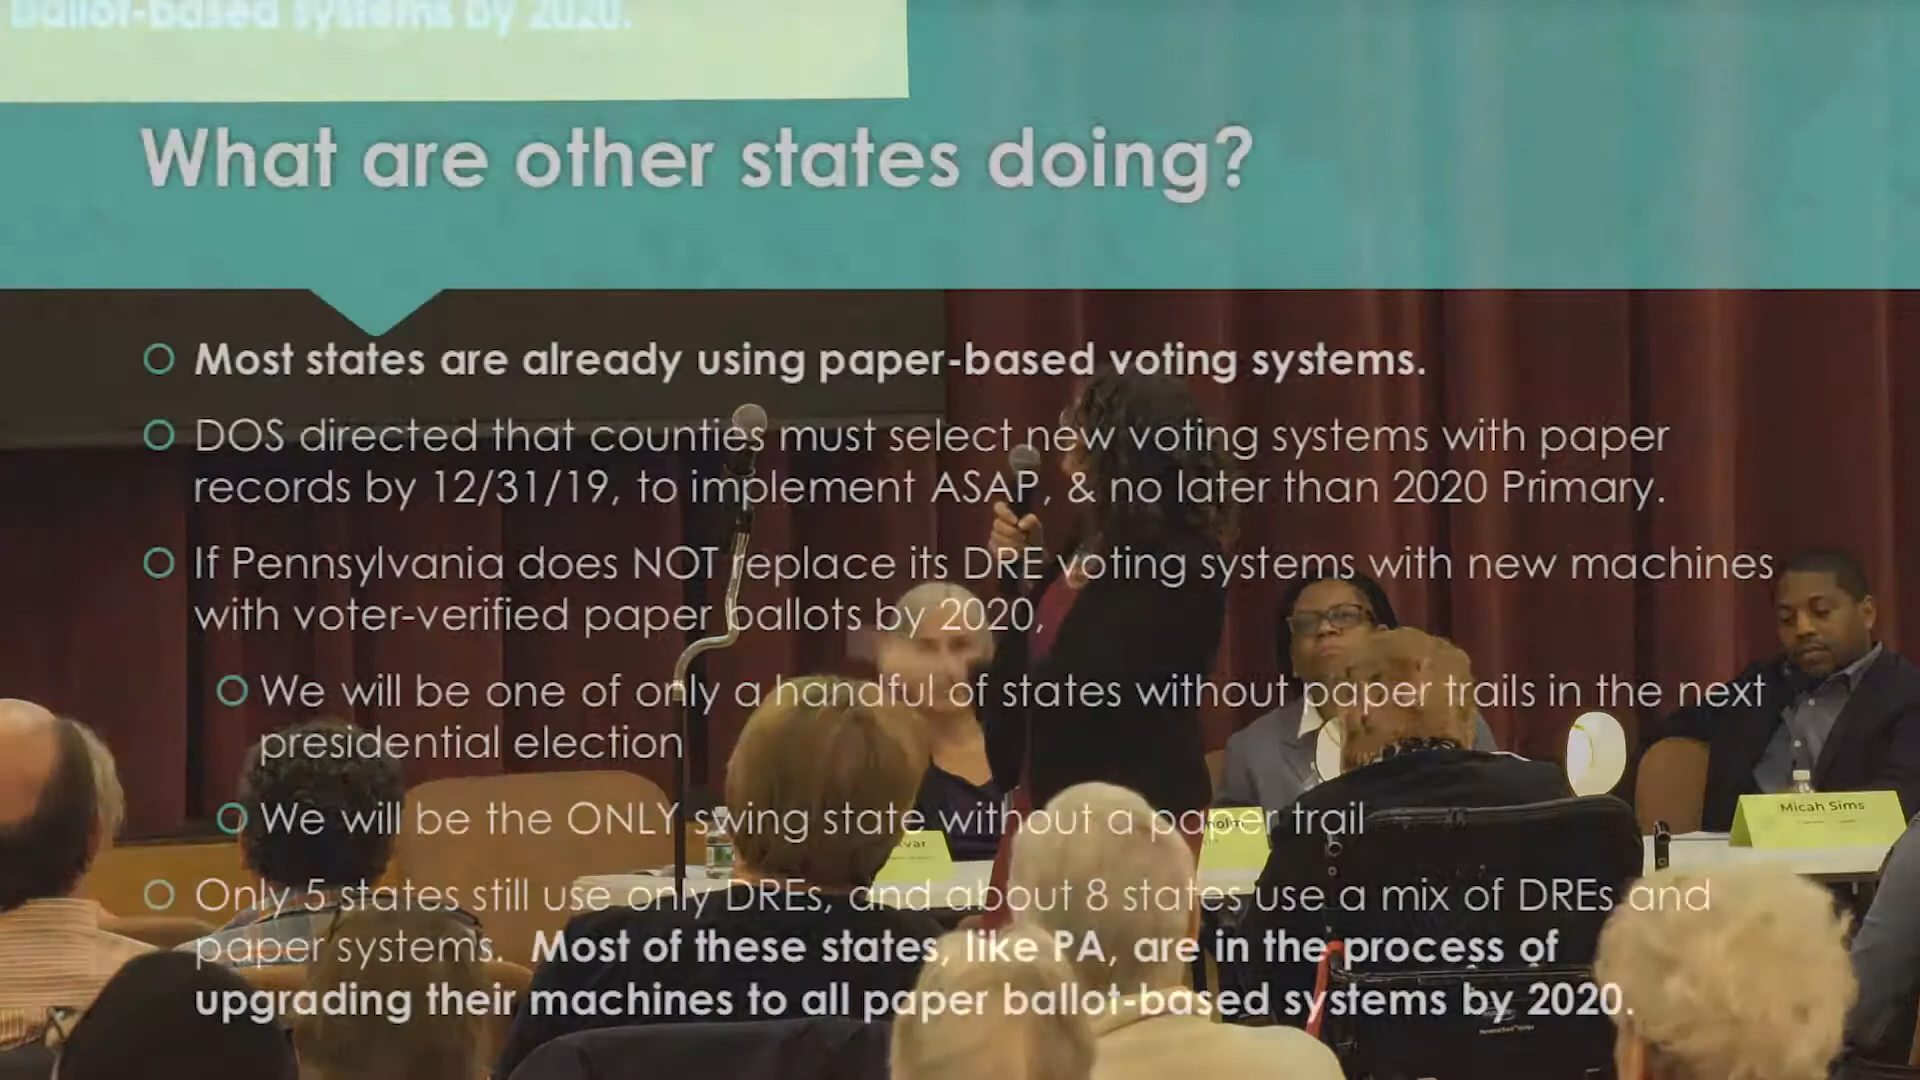 Ballot-based systems by 2020.
What are other states doing?
Most states are already using paper-based voting systems.
DOS directed that counties must select new voting systems with paper
records by 12/31/19, to implement ASAP, & no later than 2020 Primary.
If Pennsylvania does NOT replace its DRE voting systems with new machines
with voter-verified paper ballots by 2020,
We will be one of only a handful of states without paper trails in the next
presidential election
We will be the ONLY swing state without a paper trail
Only 5 states still use only DREs, and about 8 states use a mix of DREs and
paper systems. Most of these states, like PA, are in the process of
upgrading their machines to all paper ballot-based systems by 2020.
Micah Sims